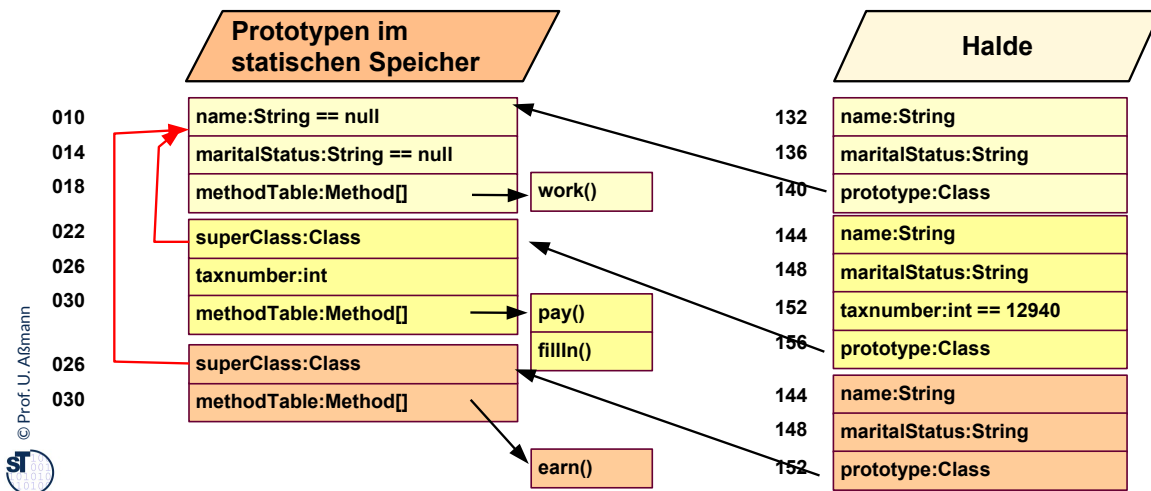 Prototypen im
statischen Speicher
Halde
010
name:String == null
014
maritalStatus:String == null
018
methodTable:Method[]
work()
022
superClass:Class
026
taxnumber:int
030
methodTable:Method[]
pay()
fillIn()
026
superClass:Class
030
methodTable:Method[]
earn()
132
name:String
136
maritalStatus:String
140
prototype:Class
144
name:String
148
maritalStatus:String
152
taxnumber:int == 12940
156
prototype:Class
144
name:String
148
maritalStatus:String
152
prototype:Class
© Prof. U. Aßmann
ST